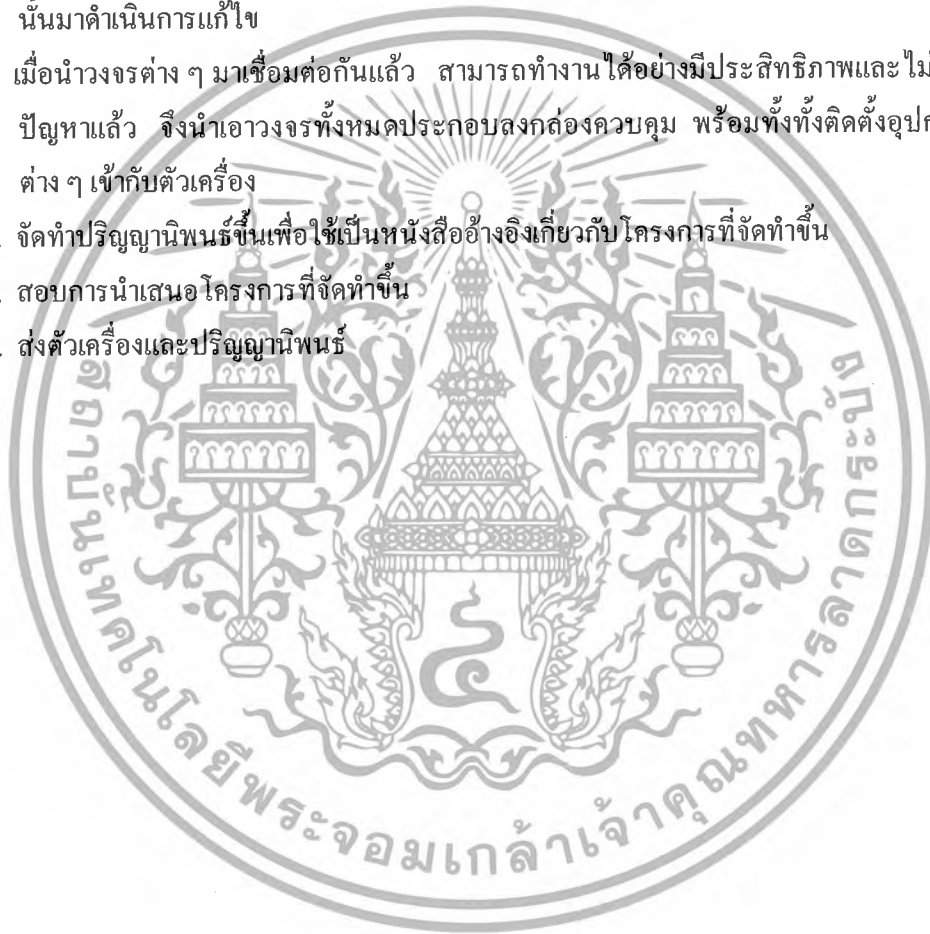 นั้นมาดำเนินการแก้ไข
เมื่อนำวงจรต่าง ๆ มาเชื่อมต่อกันแล้ว สามารถทำงานได้อย่างมีประสิทธิภาพและไม่
ปัญหาแล้ว จึงนำเอาวงจรทั้งหมดประกอบลงกล่องควบคุม พร้อมทั้งทั้งติดตั้งอุปก
ต่าง ๆ เข้ากับตัวเครื่อง
. จัดทำปริญญานิพนธ์ขึ้นเพื่อใช้เป็นหนังสืออ้างอิงเกี่ยวกับโครงการที่จัดทำขึ้น
. สอบการนำเสนอโครงการที่จัดทำขึ้น
. ส่งตัวเครื่องและปริญญานิพนธ์
สถาบันเทคโนโลยีพระจอมเกล้าเจ้าคุณทหารลาดกระบัง
๔